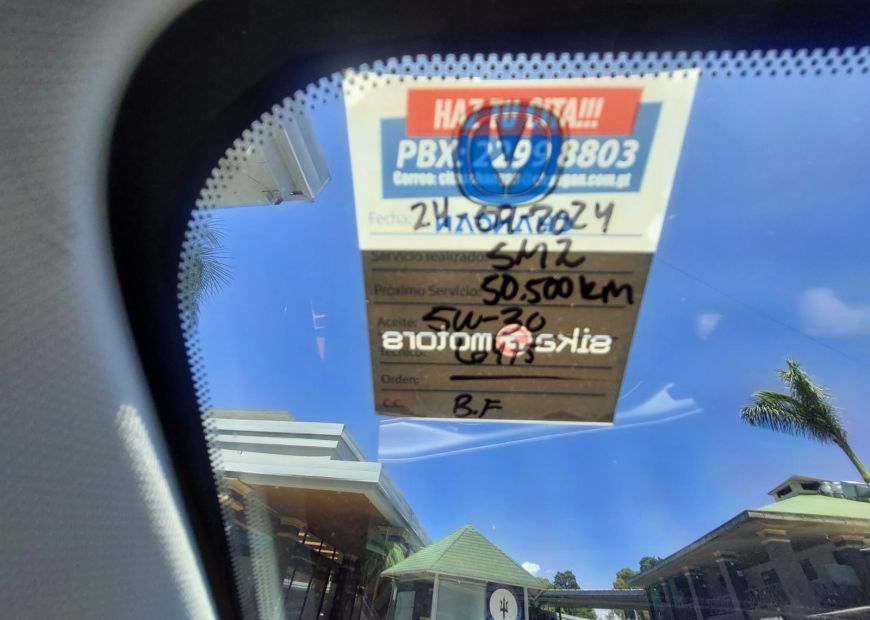 HAZ TU CITA!!!
PBX: 2299 8803
Fecha: 24-09-2024
CHANGAN
Servicio realizado: SM2
Próximo Servicio: 50.500 km
Aceite: 5W-30
sika motors
Técnico:
Orden:
C.C. B.F